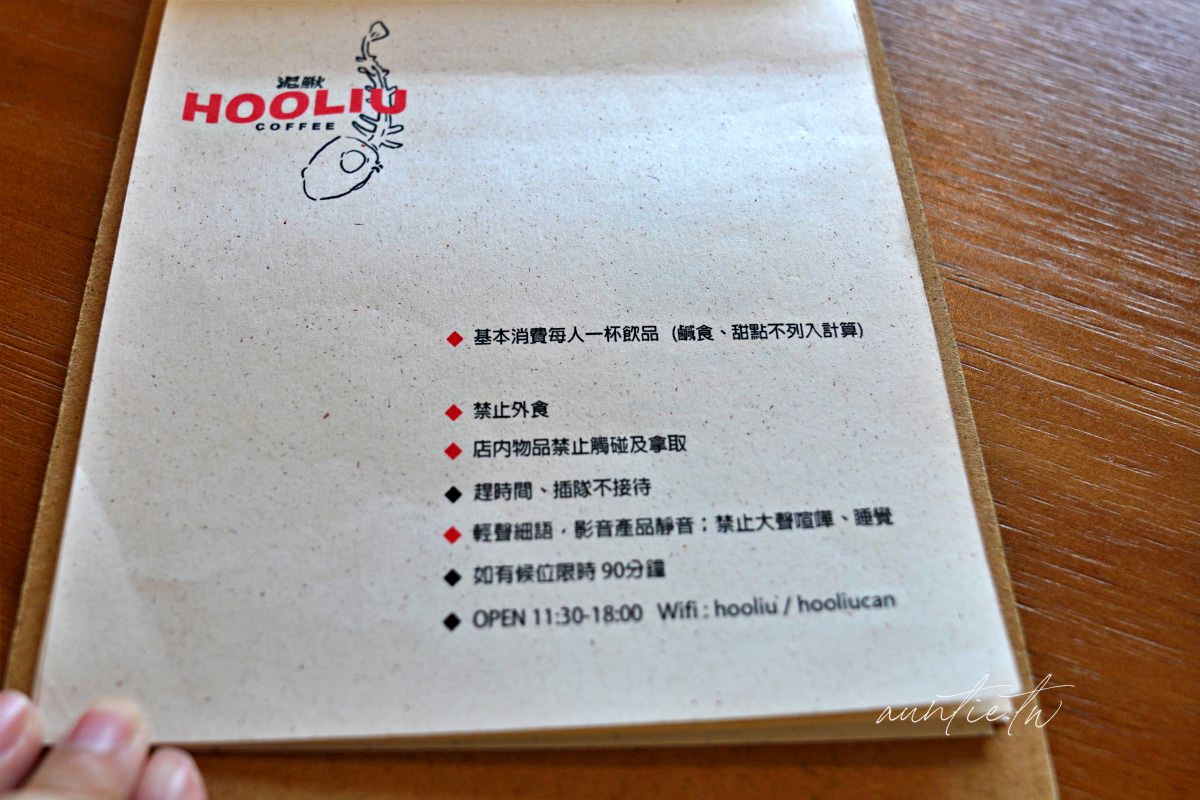 泥鰍
HOOLIU
COFFEE
基本消費每人一杯飲品 (鹹食、甜點不列入計算)
禁止外食
店內物品禁止觸碰及拿取
趕時間、插隊不接待
輕聲細語，影音產品靜音；禁止大聲喧嘩、睡覺
如有候位限時 90分鐘
OPEN 11:30-18:00 Wifi : hooliu / hooliucan
auntie.tw